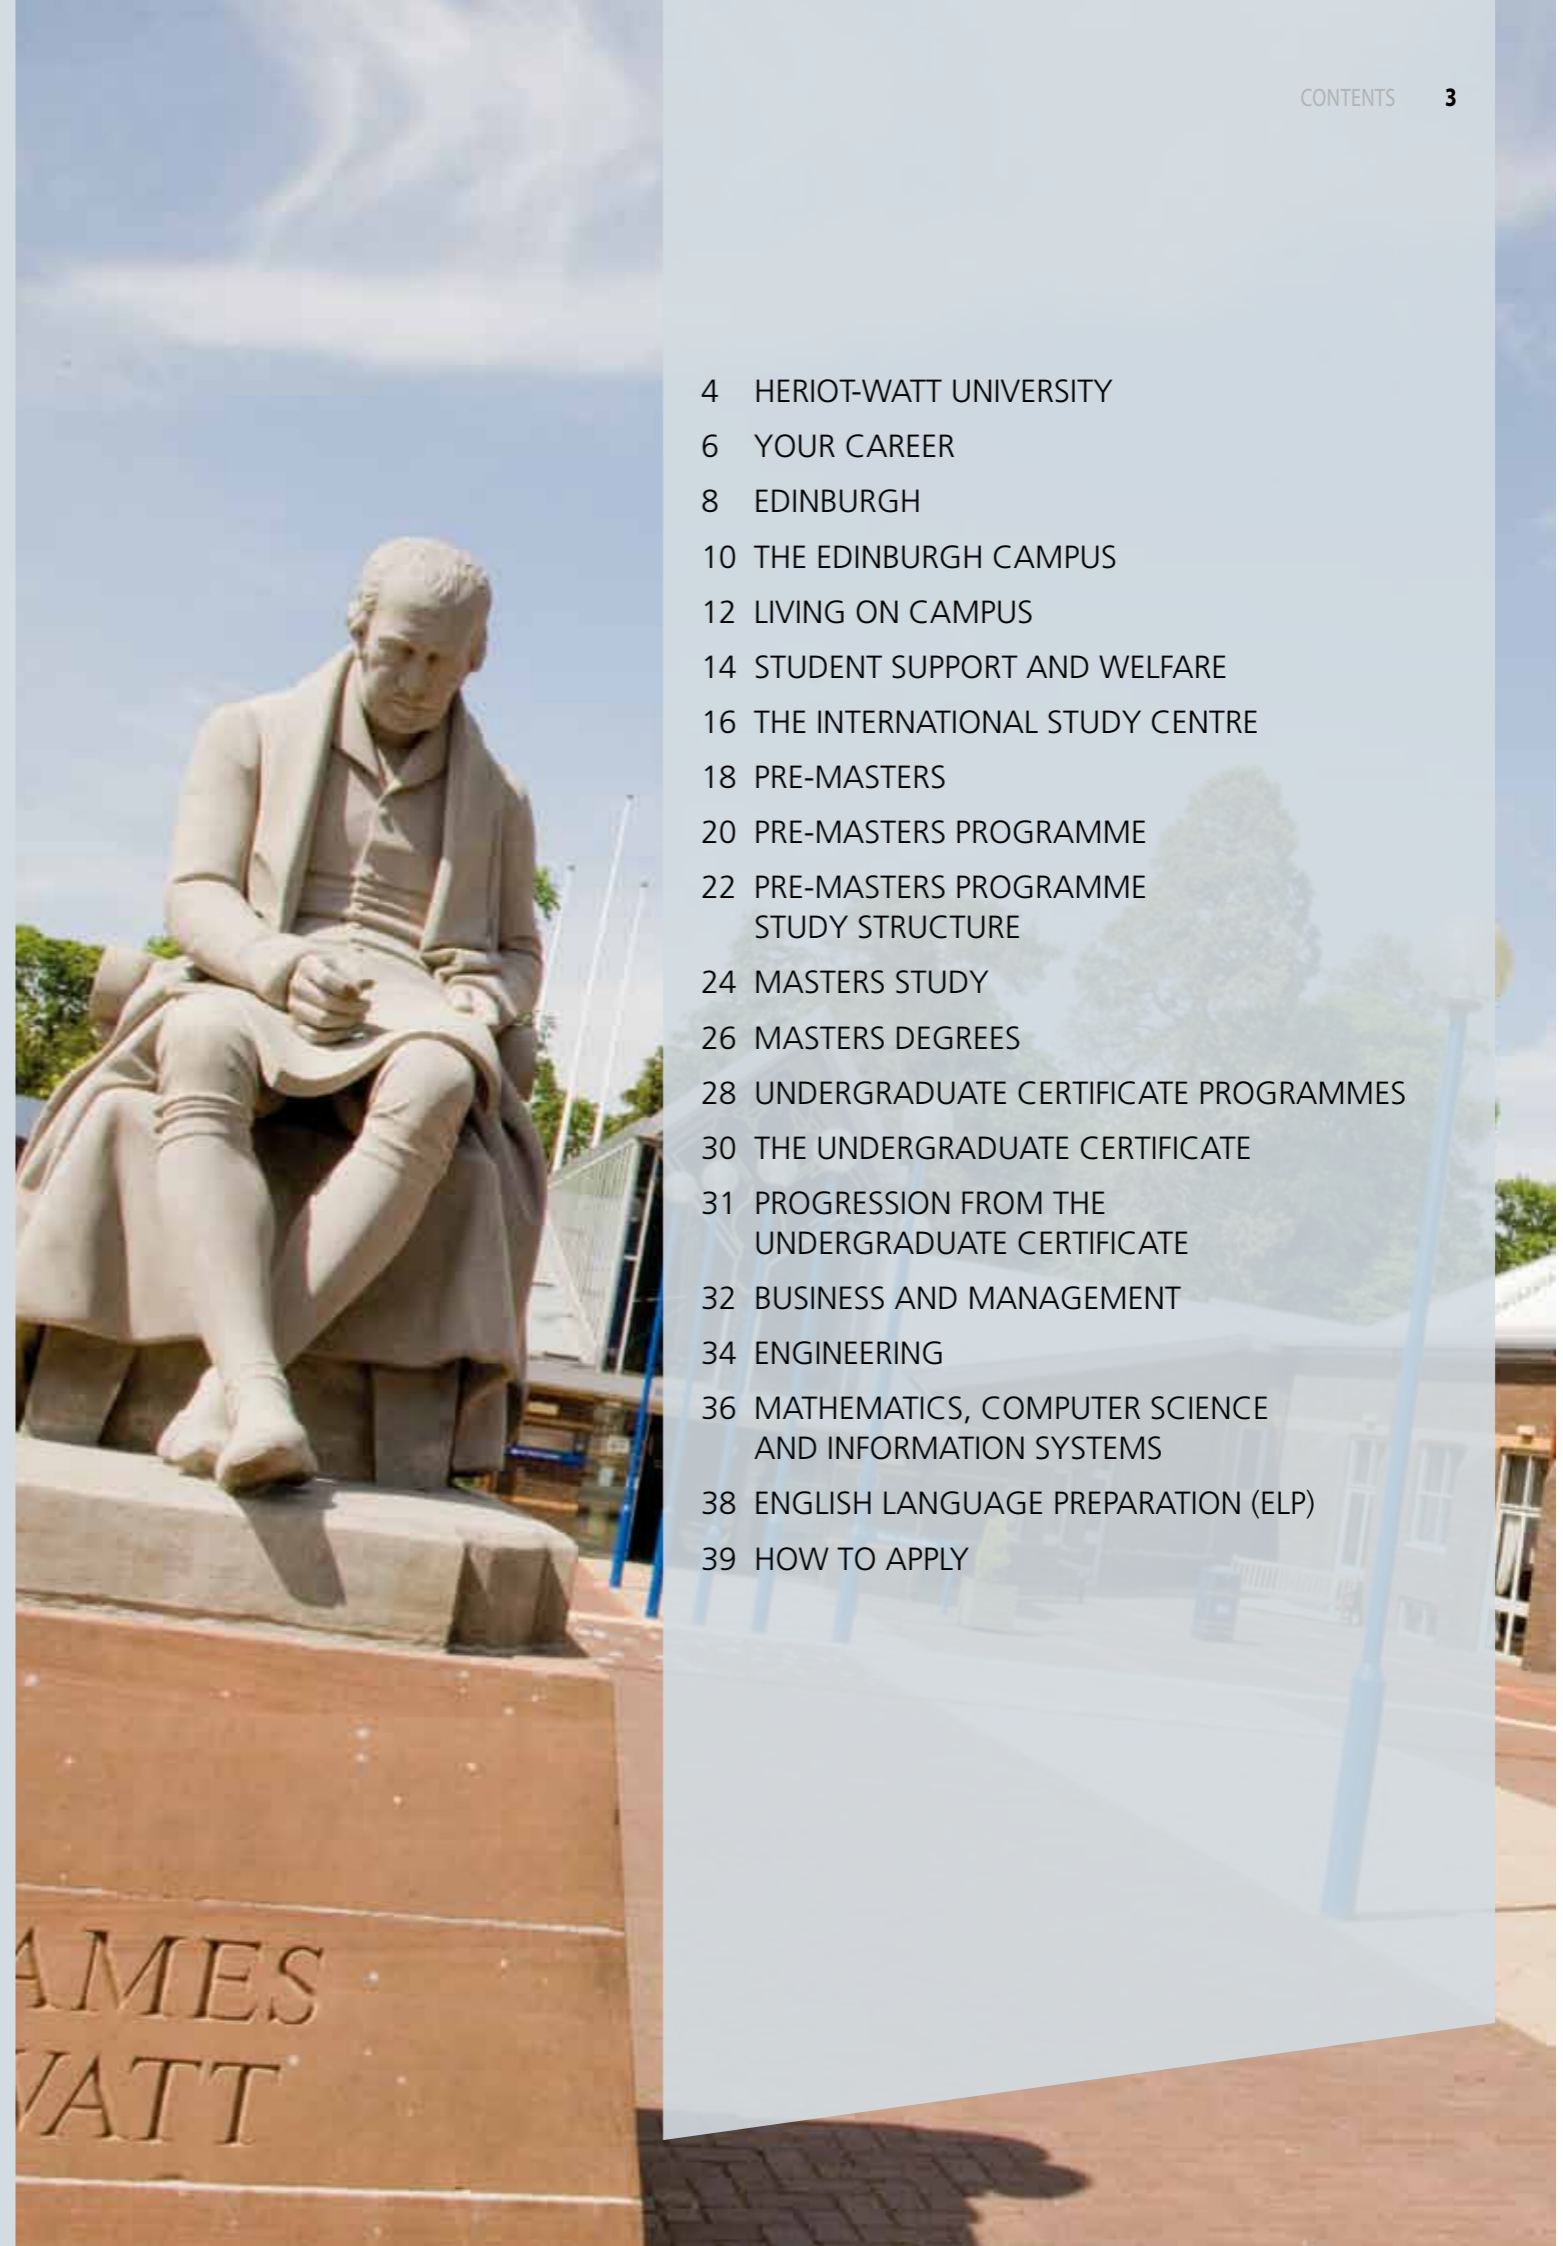 CONTENTS 3
4 HERIOT-WATT UNIVERSITY
6 YOUR CAREER
8 EDINBURGH
10 THE EDINBURGH CAMPUS
12 LIVING ON CAMPUS
14 STUDENT SUPPORT AND WELFARE
16 THE INTERNATIONAL STUDY CENTRE
18 PRE-MASTERS
20 PRE-MASTERS PROGRAMME
22 PRE-MASTERS PROGRAMME
STUDY STRUCTURE
24 MASTERS STUDY
26 MASTERS DEGREES
28 UNDERGRADUATE CERTIFICATE PROGRAMMES
30 THE UNDERGRADUATE CERTIFICATE
31 PROGRESSION FROM THE
UNDERGRADUATE CERTIFICATE
32 BUSINESS AND MANAGEMENT
34 ENGINEERING
36 MATHEMATICS, COMPUTER SCIENCE
AND INFORMATION SYSTEMS
38 ENGLISH LANGUAGE PREPARATION (ELP)
39 HOW TO APPLY
AMES
WATT